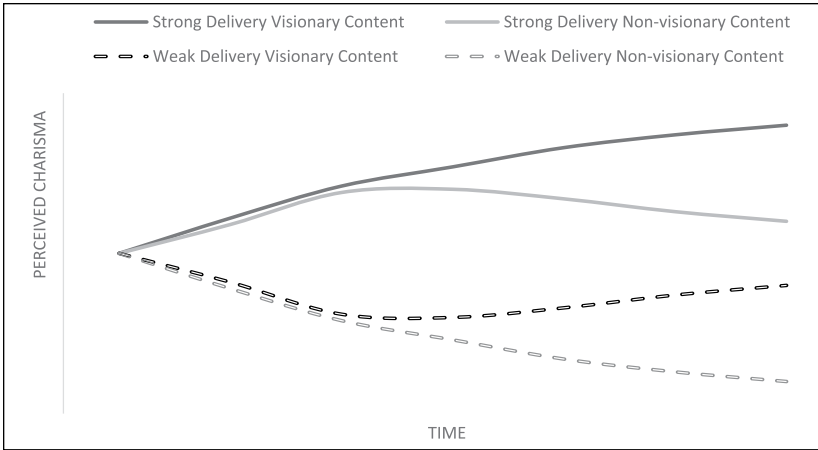 Strong Delivery Visionary Content
Strong Delivery Non-visionary Content
Weak Delivery Visionary Content
Weak Delivery Non-visionary Content
PERCEIVED CHARISMA
TIME